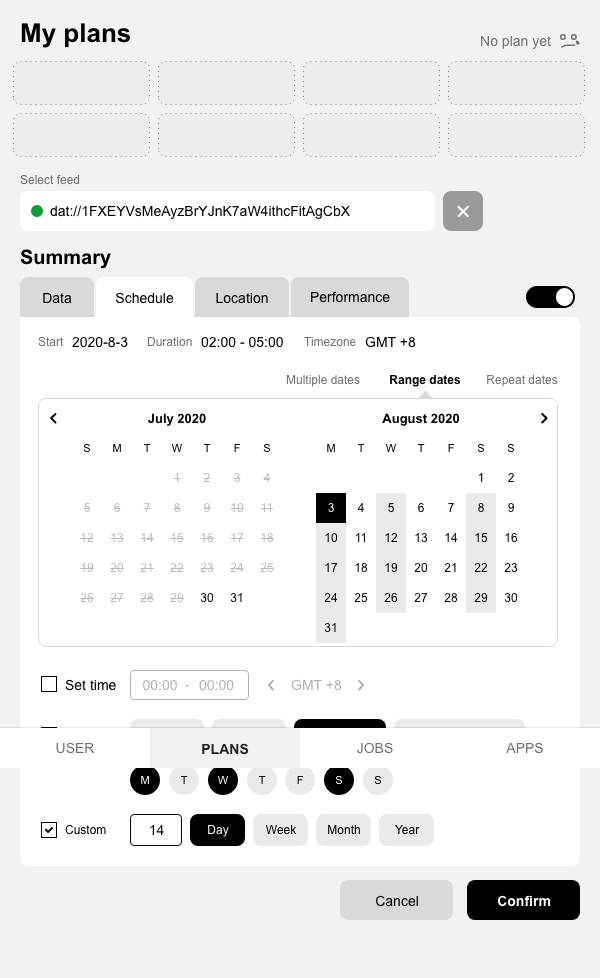 My plans
No plan yet
Select feed
dat://1FXEYVsMeAyzBrYJnK7aW4ithcFitAgCbX
Summary
Data Schedule Location Performance
Start 2020-8-3 Duration 02:00 - 05:00 Timezone GMT +8
Multiple dates Range dates Repeat dates
July 2020 August 2020
S M T W T F S M T W T F S S
1 2 3 4 1 2
5 6 7 8 9 10 11 3 4 5 6 7 8 9
12 13 14 15 16 17 18 10 11 12 13 14 15 16
19 20 21 22 23 24 25 17 18 19 20 21 22 23
26 27 28 29 30 31 24 25 26 27 28 29 30
31
Set time 00:00 - 00:00 GMT +8
USER PLANS JOBS APPS
M T W T F S S
Custom 14 Day Week Month Year
Cancel Confirm